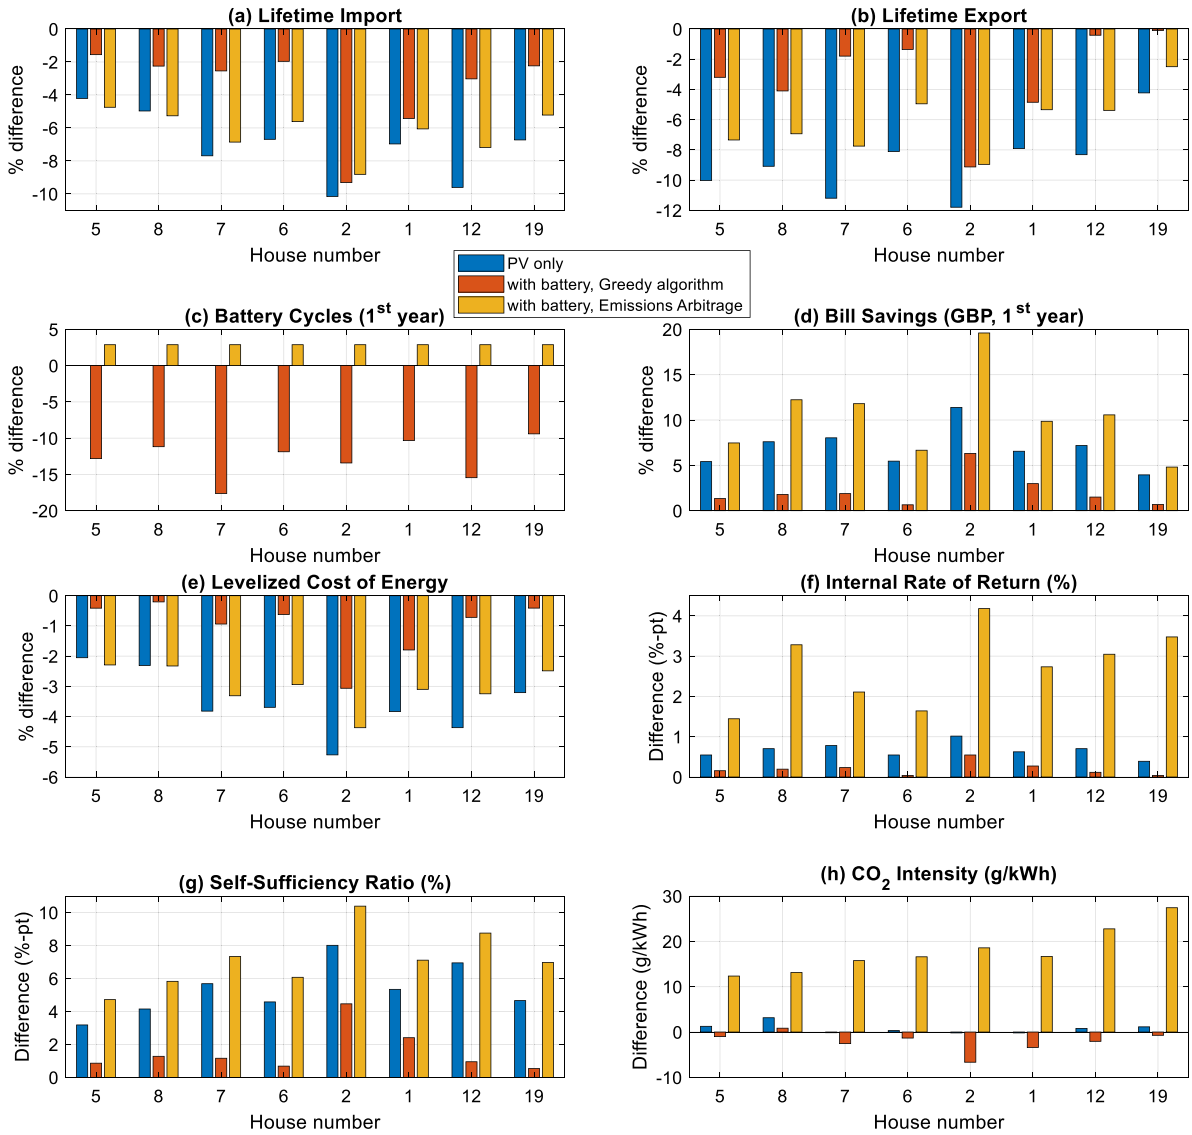 (a) Lifetime Import
% difference
0
-2
-4
-6
-8
-10
5 8 7 6 2 1 12 19
House number
(b) Lifetime Export
% difference
0
-2
-4
-6
-8
-10
-12
5 8 7 6 2 1 12 19
House number
PV only
with battery, Greedy algorithm
with battery, Emissions Arbitrage
(c) Battery Cycles (1st year)
% difference
5
0
-5
-10
-15
-20
5 8 7 6 2 1 12 19
House number
(d) Bill Savings (GBP, 1st year)
% difference
20
15
10
5
0
5 8 7 6 2 1 12 19
House number
(e) Levelized Cost of Energy
% difference
0
-1
-2
-3
-4
-5
-6
5 8 7 6 2 1 12 19
House number
(f) Internal Rate of Return (%)
Difference (%-pt)
4
3
2
1
0
5 8 7 6 2 1 12 19
House number
(g) Self-Sufficiency Ratio (%)
Difference (%-pt)
10
8
6
4
2
0
5 8 7 6 2 1 12 19
House number
(h) CO2 Intensity (g/kWh)
Difference (g/kWh)
30
20
10
0
-10
5 8 7 6 2 1 12 19
House number